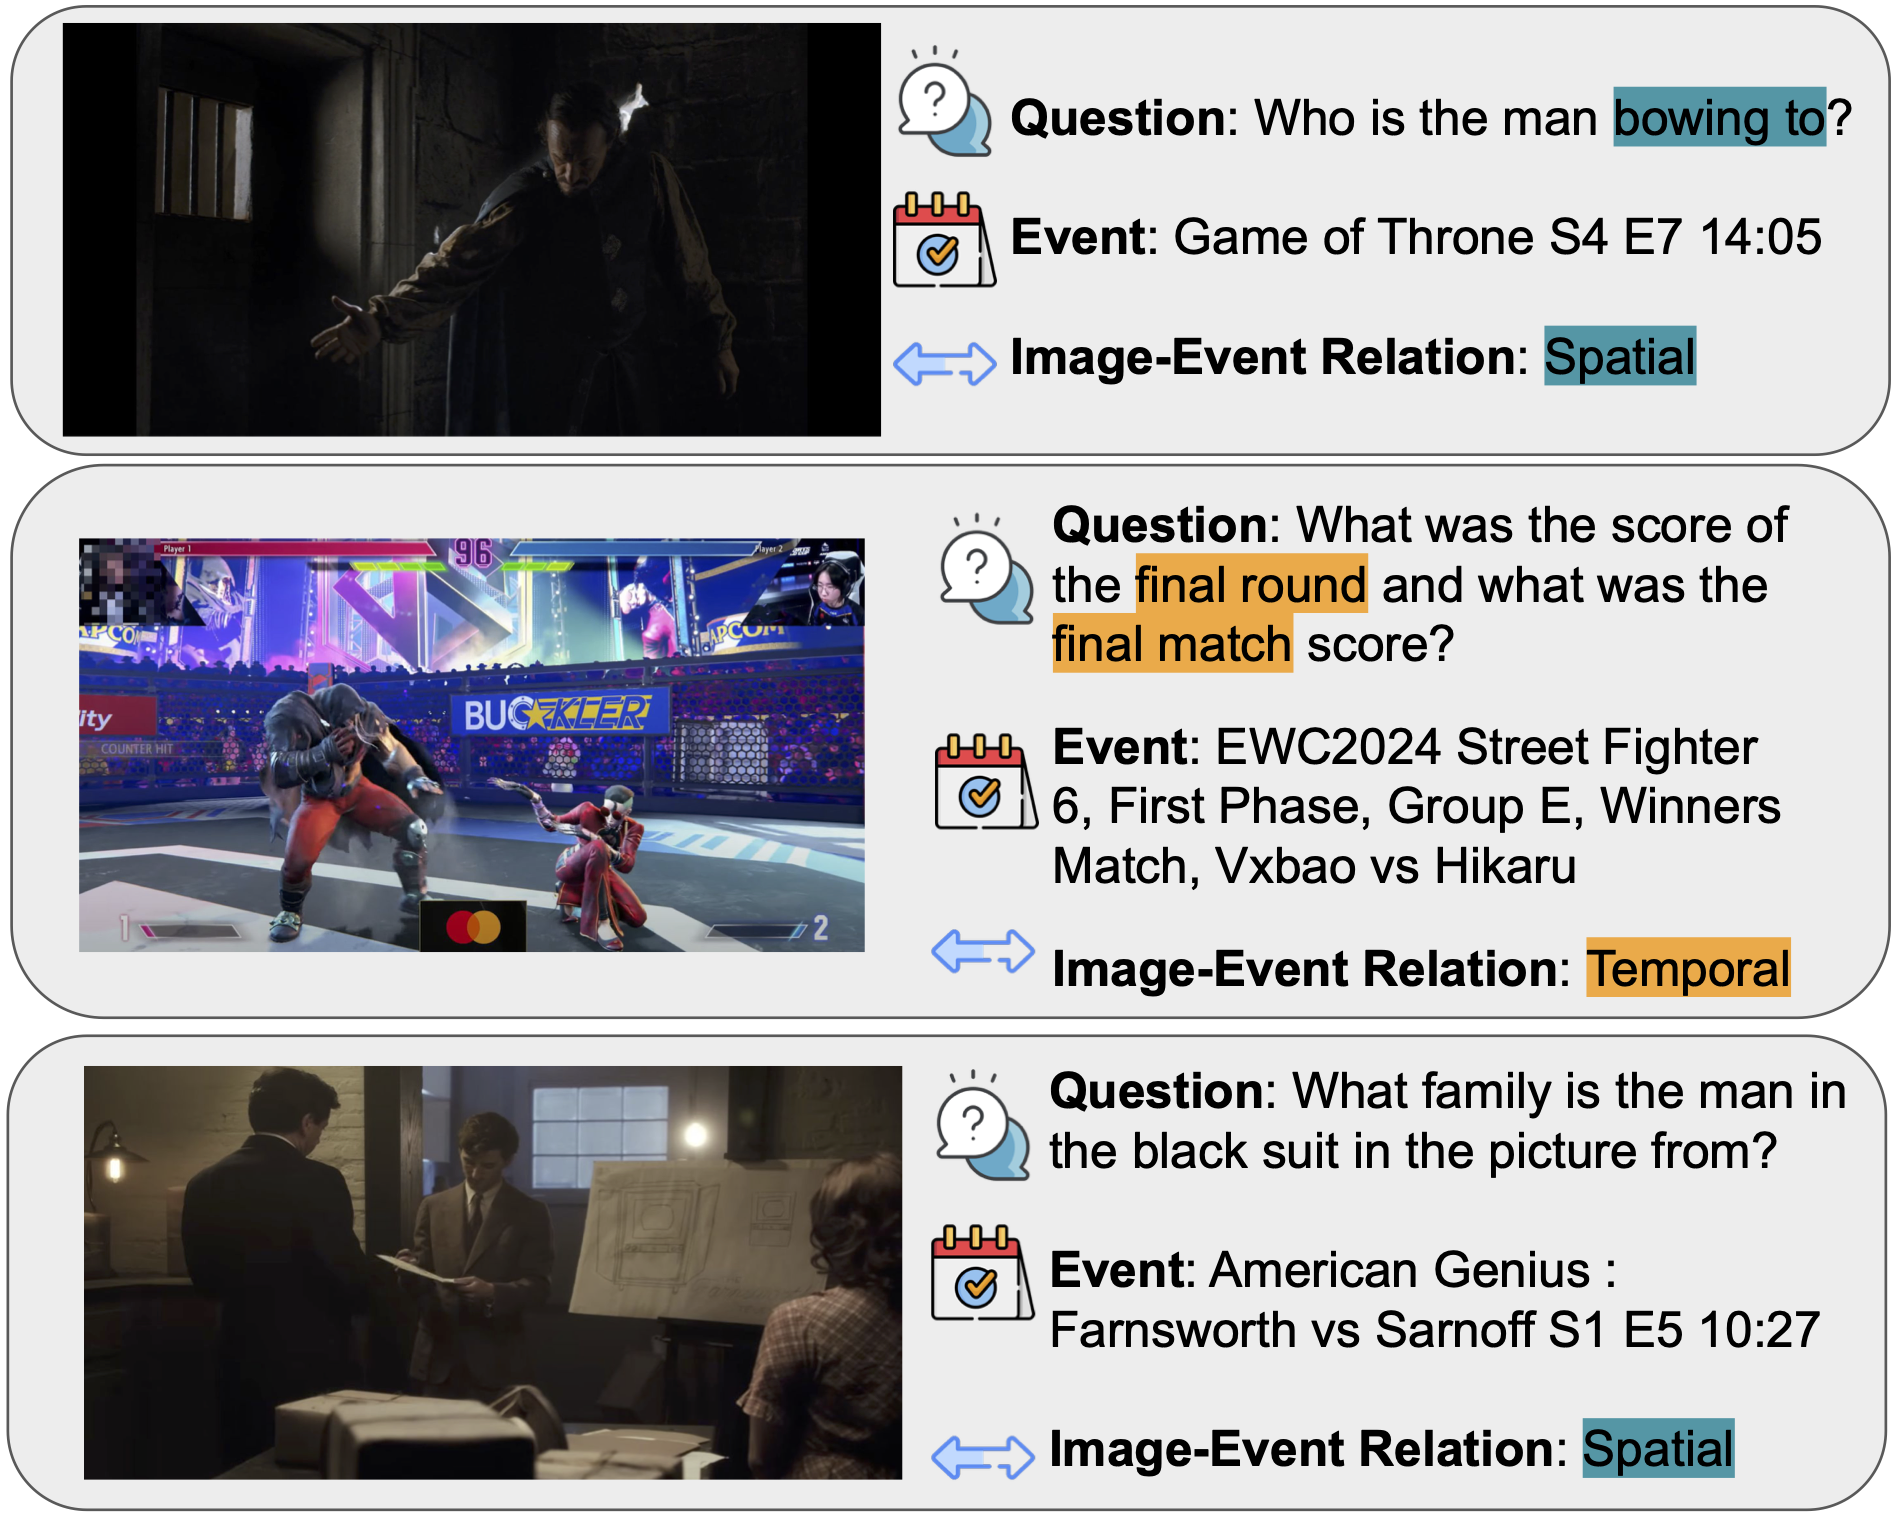 Question: Who is the man bowing to?
Event: Game of Throne S4 E7 14:05
Image-Event Relation: Spatial
Player 1
96
Player 2
APCOM
CAPCOM
ity
BUCKLER
COUNTER HIT
1
2
Question: What was the score of
the final round and what was the
final match score?
Event: EWC2024 Street Fighter
6, First Phase, Group E, Winners
Match, Vxbao vs Hikaru
Image-Event Relation: Temporal
Question: What family is the man in
the black suit in the picture from?
Event: American Genius :
Farnsworth vs Sarnoff S1 E5 10:27
Image-Event Relation: Spatial